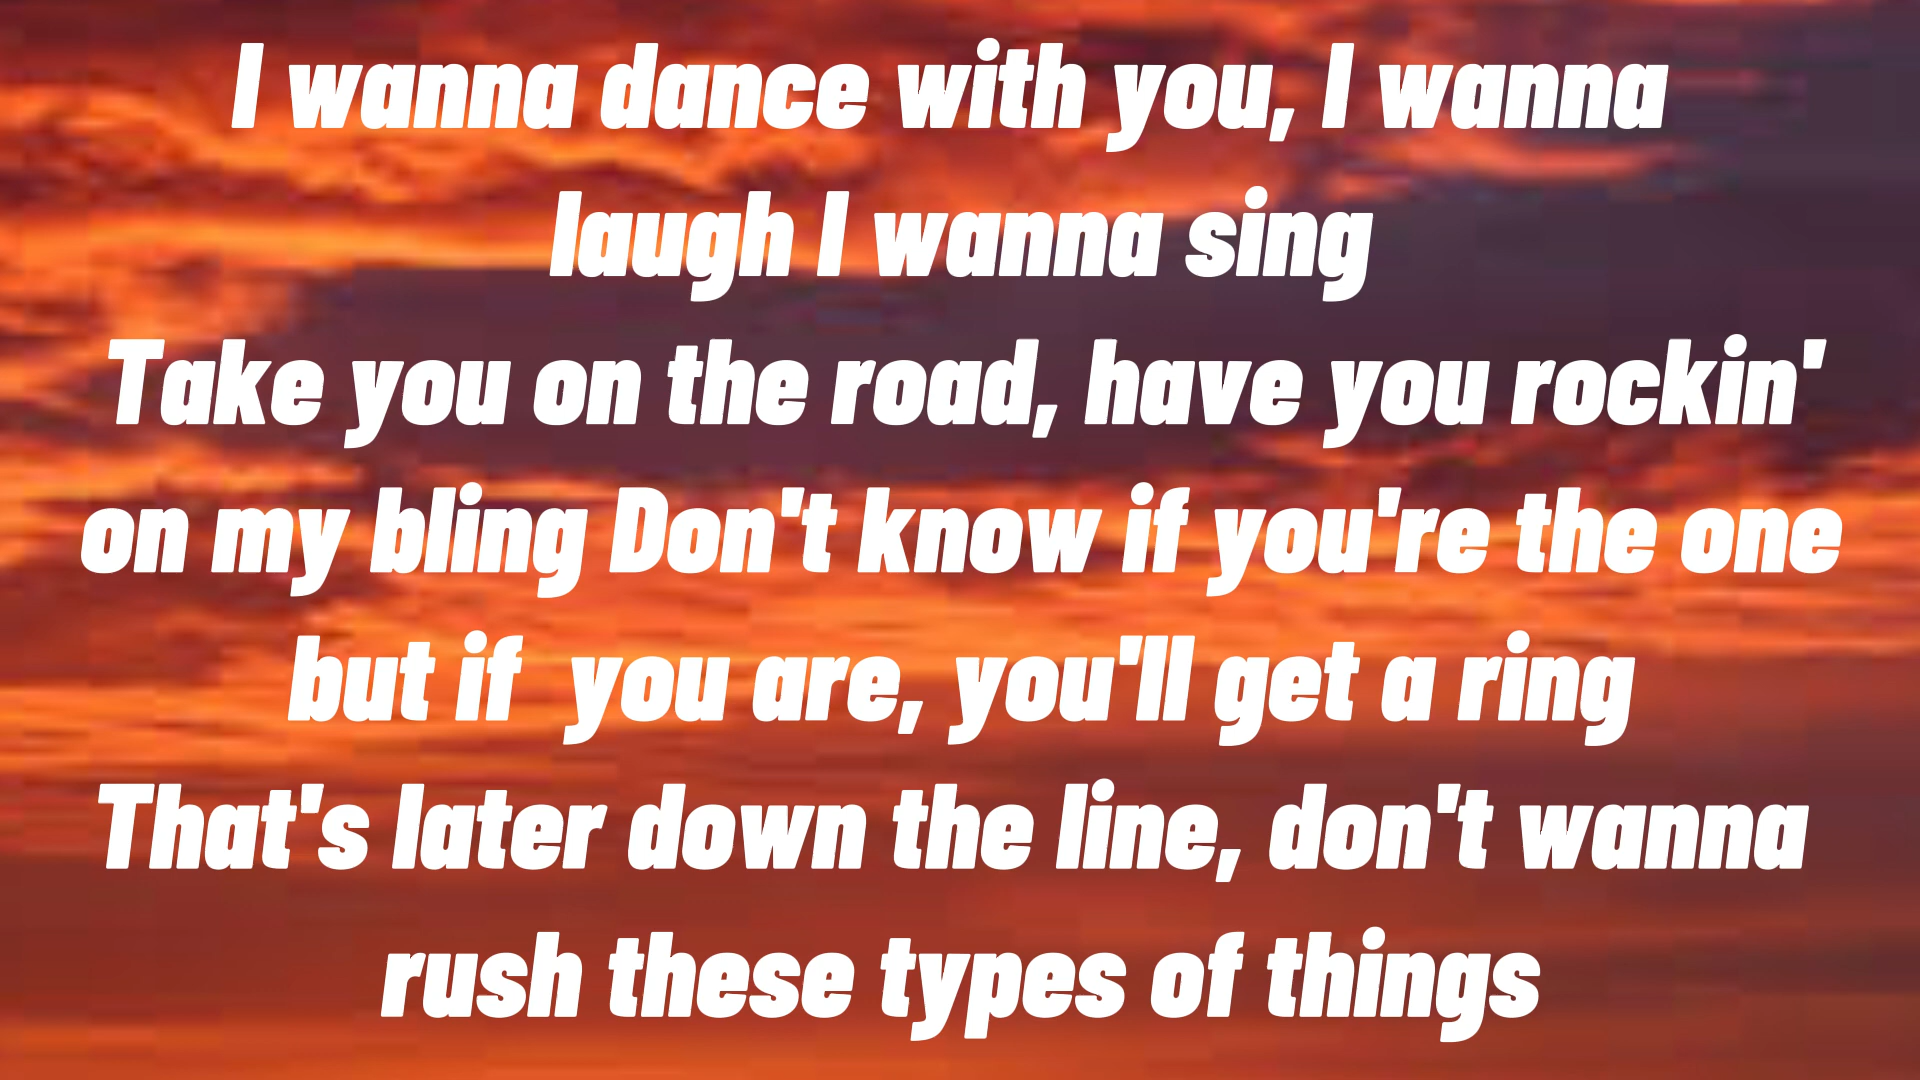 I wanna dance with you, I wanna
laugh I wanna sing
Take you on the road, have you rockin'
on my bling Don't know if you're the one
but if  you are, you'll get a ring
That's later down the line, don't wanna
rush these types of things